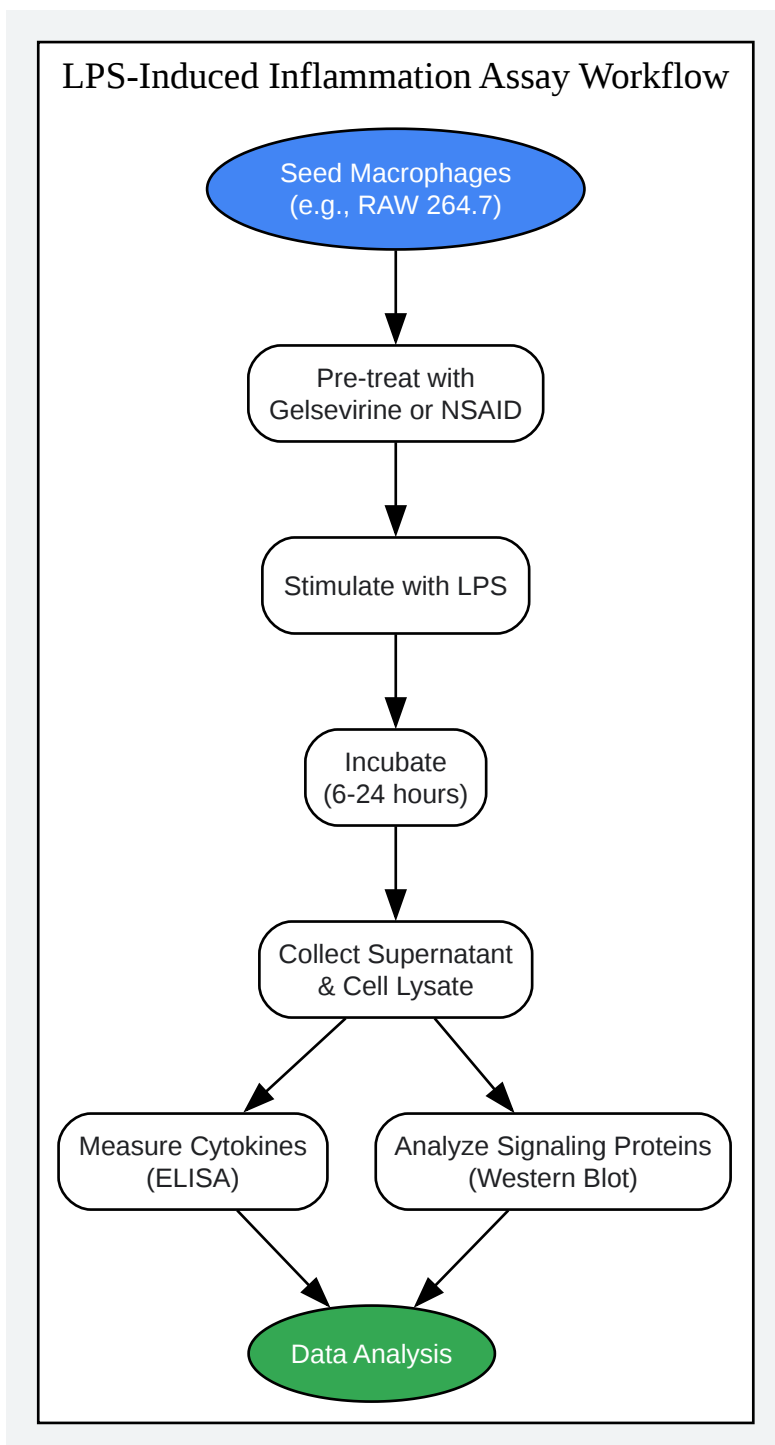 LPS-Induced Inflammation Assay Workflow
Seed Macrophages
(e.g., RAW 264.7)
Pre-treat with
Gelsevirine or NSAID
Stimulate with LPS
Incubate
(6-24 hours)
Collect Supernatant
& Cell Lysate
Measure Cytokines
(ELISA)
Analyze Signaling Proteins
(Western Blot)
Data Analysis